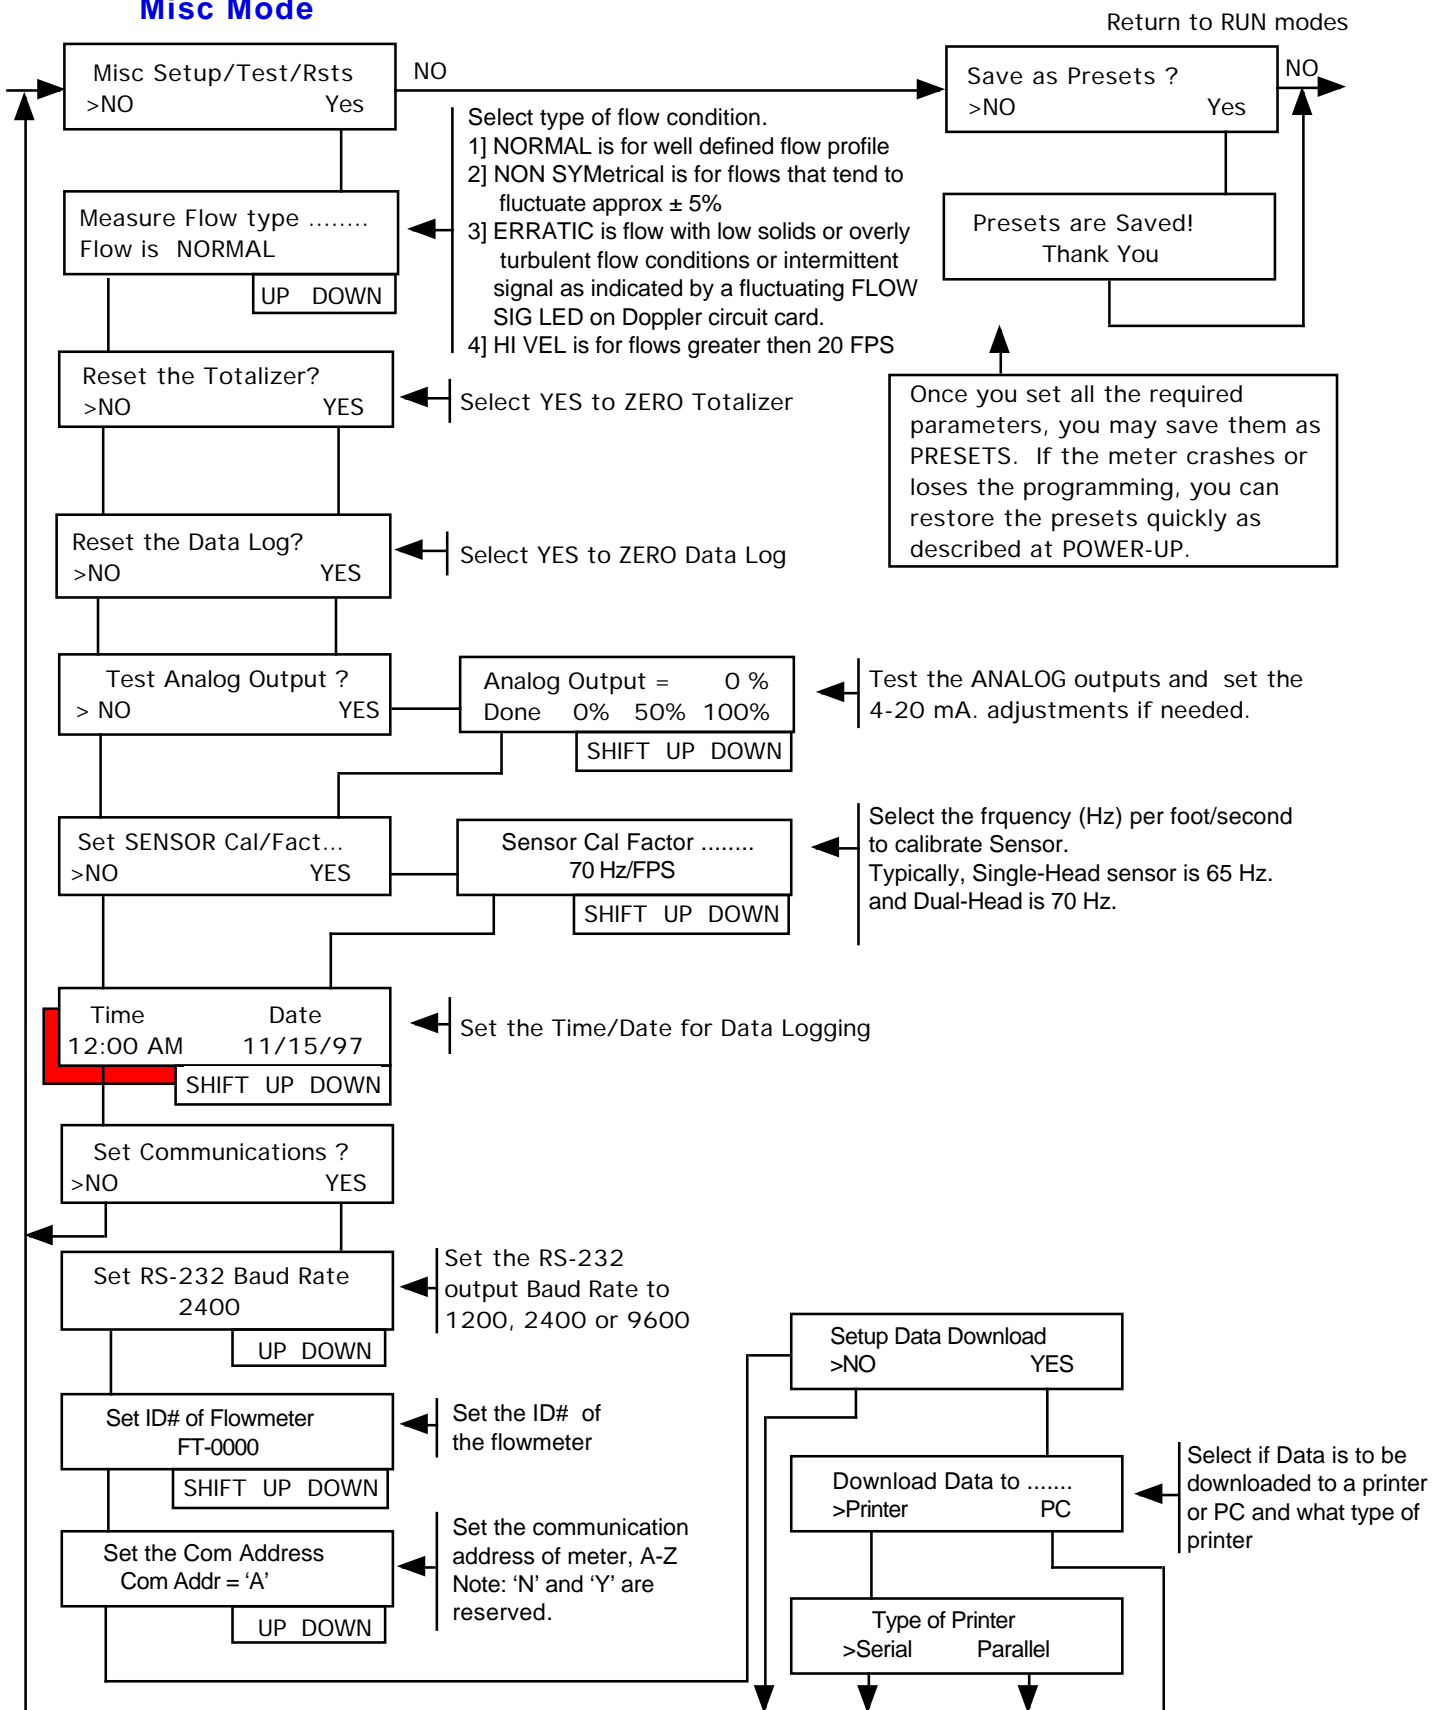 Misc Mode
Return to RUN modes
Misc Setup/Test/Rsts
>NO Yes
NO
Save as Presets ?
>NO Yes
NO
Select type of flow condition.
1] NORMAL is for well defined flow profile
2] NON SYMetrical is for flows that tend to
fluctuate approx ± 5%
3] ERRATIC is flow with low solids or overly
turbulent flow conditions or intermittent
signal as indicated by a fluctuating FLOW
SIG LED on Doppler circuit card.
4] HI VEL is for flows greater then 20 FPS
Measure Flow type ........
Flow is NORMAL
UP DOWN
Presets are Saved!
Thank You
Reset the Totalizer?
>NO YES
Select YES to ZERO Totalizer
Once you set all the required
parameters, you may save them as
PRESETS. If the meter crashes or
loses the programming, you can
restore the presets quickly as
described at POWER-UP.
Reset the Data Log?
>NO YES
Select YES to ZERO Data Log
Test Analog Output ?
> NO YES
Analog Output = 0 %
Done 0% 50% 100%
SHIFT UP DOWN
Test the ANALOG outputs and set the
4-20 mA. adjustments if needed.
Set SENSOR Cal/Fact...
>NO YES
Sensor Cal Factor ........
70 Hz/FPS
SHIFT UP DOWN
Select the frquency (Hz) per foot/second
to calibrate Sensor.
Typically, Single-Head sensor is 65 Hz.
and Dual-Head is 70 Hz.
Time Date
12:00 AM 11/15/97
SHIFT UP DOWN
Set the Time/Date for Data Logging
Set Communications ?
>NO YES
Set RS-232 Baud Rate
2400
UP DOWN
Set the RS-232
output Baud Rate to
1200, 2400 or 9600
Setup Data Download
>NO YES
Set ID# of Flowmeter
FT-0000
SHIFT UP DOWN
Set the ID# of
the flowmeter
Download Data to .......
>Printer PC
Select if Data is to be
downloaded to a printer
or PC and what type of
printer
Set the Com Address
Com Addr = ‘A’
UP DOWN
Set the communication
address of meter, A-Z
Note: ‘N’ and ‘Y’ are
reserved.
Type of Printer
>Serial Parallel